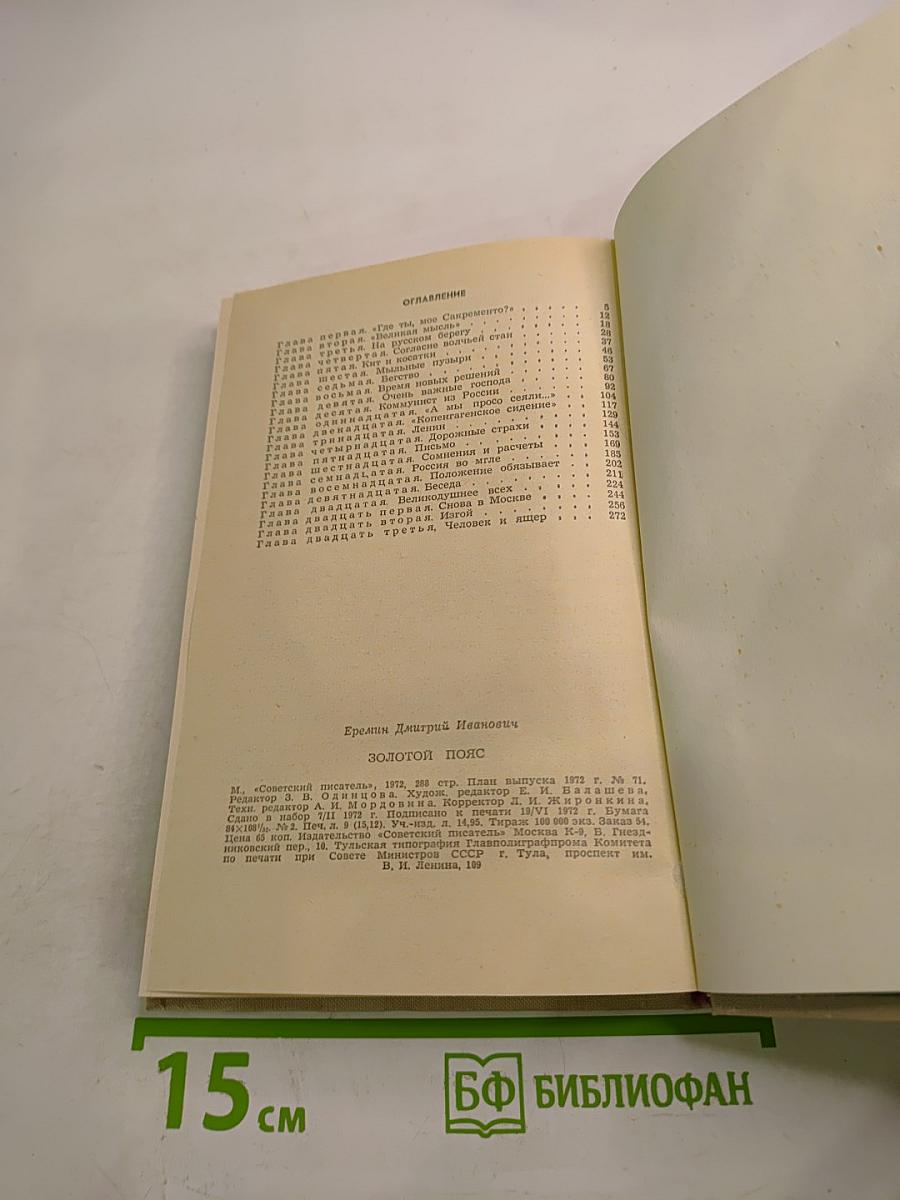 ОГЛАВЛЕНИЕ
Глава первая. «Где ты, мое Сакременто?» . . . . . 5
Глава вторая. «Великая мысль» . . . . . . 12
Глава третья. На русском берегу . . . . . . 18
Глава четвертая. Согласие волчьей стаи . . . . 28
Глава пятая. Кит и косатки . . . . . . . 37
Глава шестая. Мыльные пузыри . . . . . . 46
Глава седьмая. Бегство . . . . . . . . 53
Глава восьмая. Время новых решений . . . . . 67
Глава девятая. Очень важные господа . . . . . 80
Глава десятая. Коммунист из России . . . . . 92
Глава одиннадцатая. «А мы просо сеяли...» . . 104
Глава двенадцатая. «Копенгагенское сидение» . . 117
Глава тринадцатая. Ленин . . . . . . . 129
Глава четырнадцатая. Дорожные страхи . . . 144
Глава пятнадцатая. Письмо . . . . . . . 153
Глава шестнадцатая. Сомнения и расчеты . . . 169
Глава семнадцатая. Россия во мгле . . . . . 183
Глава восемнадцатая. Положение обязывает . . 202
Глава девятнадцатая. Беседа . . . . . . 211
Глава двадцатая. Великодушнее всех . . . . . 224
Глава двадцать первая. Снова в Москве . . . . 244
Глава двадцать вторая. Изгой . . . . . . 256
Глава двадцать третья, Человек и ящер . . . 272
Еремин Дмитрий Иванович
ЗОЛОТОЙ ПОЯС
М., «Советский писатель», 1972, 288 стр. План выпуска 1972 г. № 71.
Редактор З. В. Одинцова. Худож. редактор Е. И. Балашева.
Техн. редактор А. И. Мордовина. Корректор Л. И. Жиронкина.
Сдано в набор 7/II 1972 г. Подписано к печати 19/VI 1972 г. Бумага
84×108¹/₃₂. № 2. Печ. л. 9 (15,12). Уч.-изд. л. 14,95. Тираж 100 000 экз. Заказ 54.
Цена 65 коп. Издательство «Советский писатель» Москва К-9, Б. Гнезд-
никовский пер., 10. Тульская типография Главполиграфпрома Комитета
по печати при Совете Министров СССР г. Тула, проспект им.
В. И. Ленина, 109
15 см
БФ БИБЛИОФАН